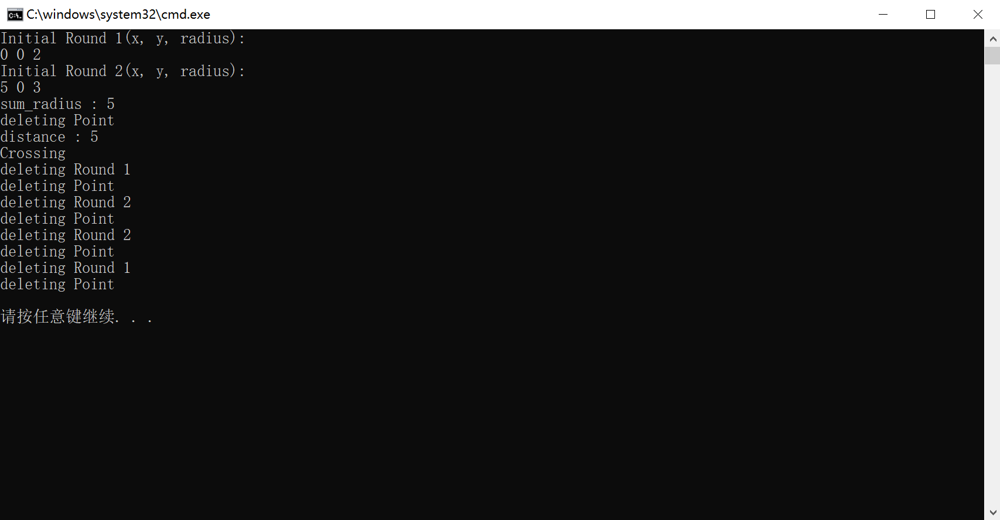 C:\windows\system32\cmd.exe
Initial Round 1(x, y, radius):
0 0 2
Initial Round 2(x, y, radius):
5 0 3
sum_radius : 5
deleting Point
distance : 5
Crossing
deleting Round 1
deleting Point
deleting Round 2
deleting Point
deleting Round 2
deleting Point
deleting Round 1
deleting Point
请按任意键继续. . .